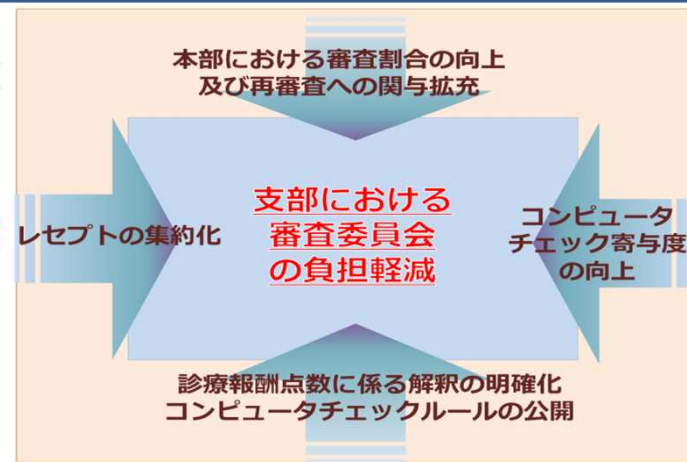 本部における審査割合の向上
及び再審査への関与拡充
レセプトの集約化
支部における
審査委員会
の負担軽減
コンピュータ
チェック寄与度
の向上
診療報酬点数に係る解釈の明確化
コンピュータチェックルールの公開